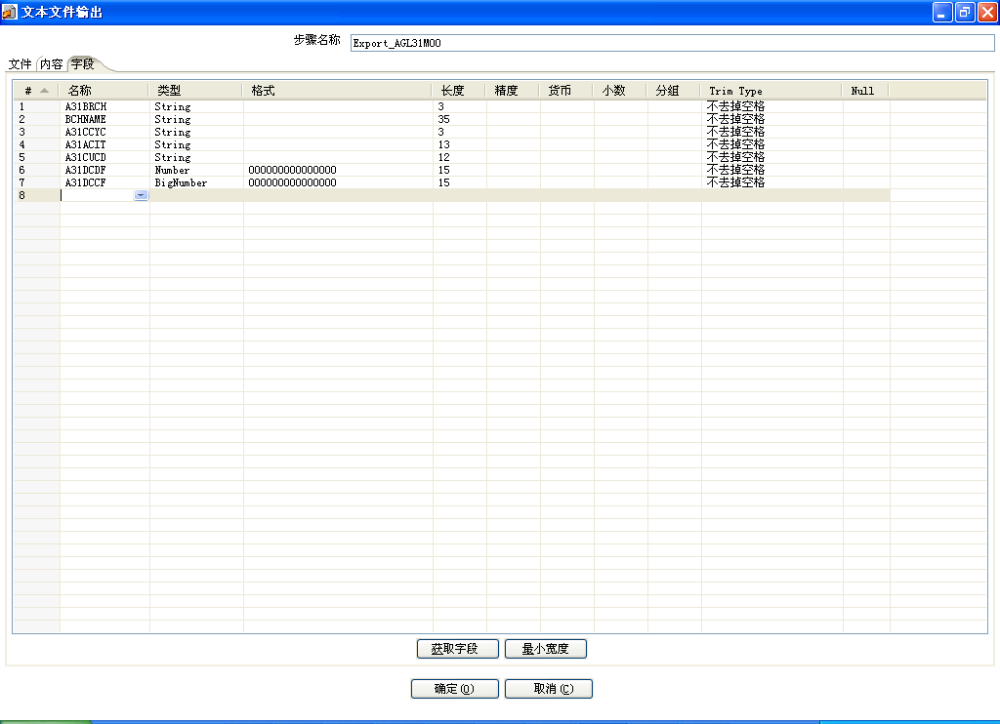 文本文件输出
步骤名称 Export_AGL31M00
文件 内容 字段
# 名称 类型 格式 长度 精度 货币 小数 分组 Trim Type Null
1 A31BRCH String 3 不去掉空格
2 BCHNAME String 35 不去掉空格
3 A31CCYC String 3 不去掉空格
4 A31ACIT String 13 不去掉空格
5 A31CUCD String 12 不去掉空格
6 A31DCDF Number 000000000000000 15 不去掉空格
7 A31DCCF BigNumber 000000000000000 15 不去掉空格
8
获取字段 最小宽度
确定(O) 取消(C)